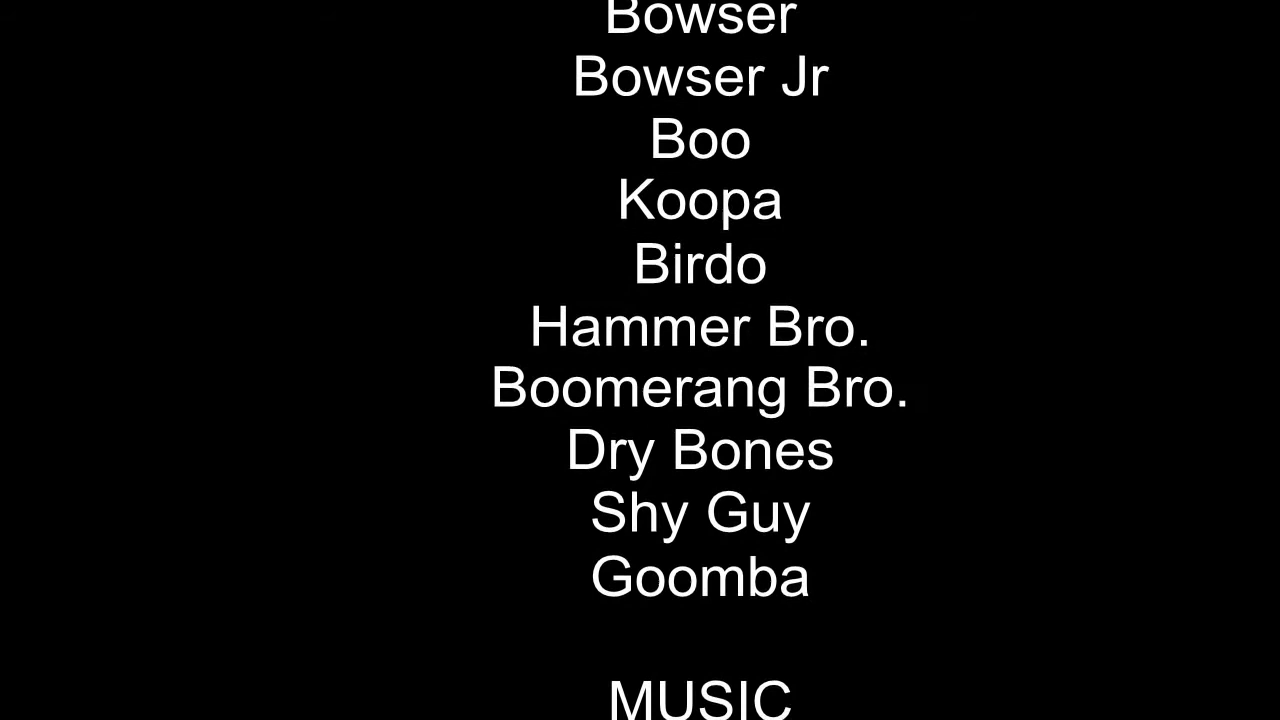 Bowser
Bowser Jr
Boo
Koopa
Birdo
Hammer Bro.
Boomerang Bro.
Dry Bones
Shy Guy
Goomba
MUSIC